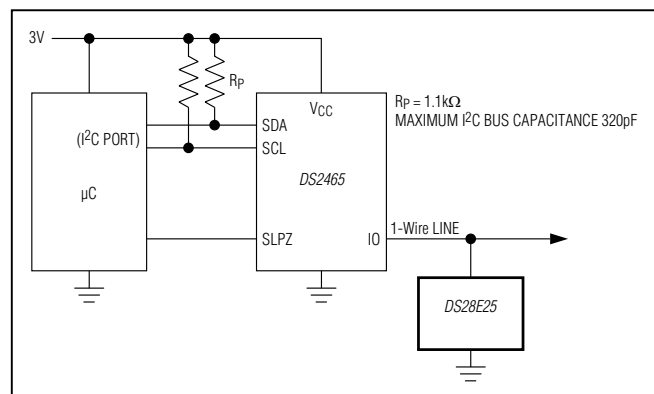 3V
RP
VCC
RP = 1.1kΩ
MAXIMUM I2C BUS CAPACITANCE 320pF
SDA
(I2C PORT)
SCL
DS2465
µC
1-Wire LINE
SLPZ
IO
DS28E25